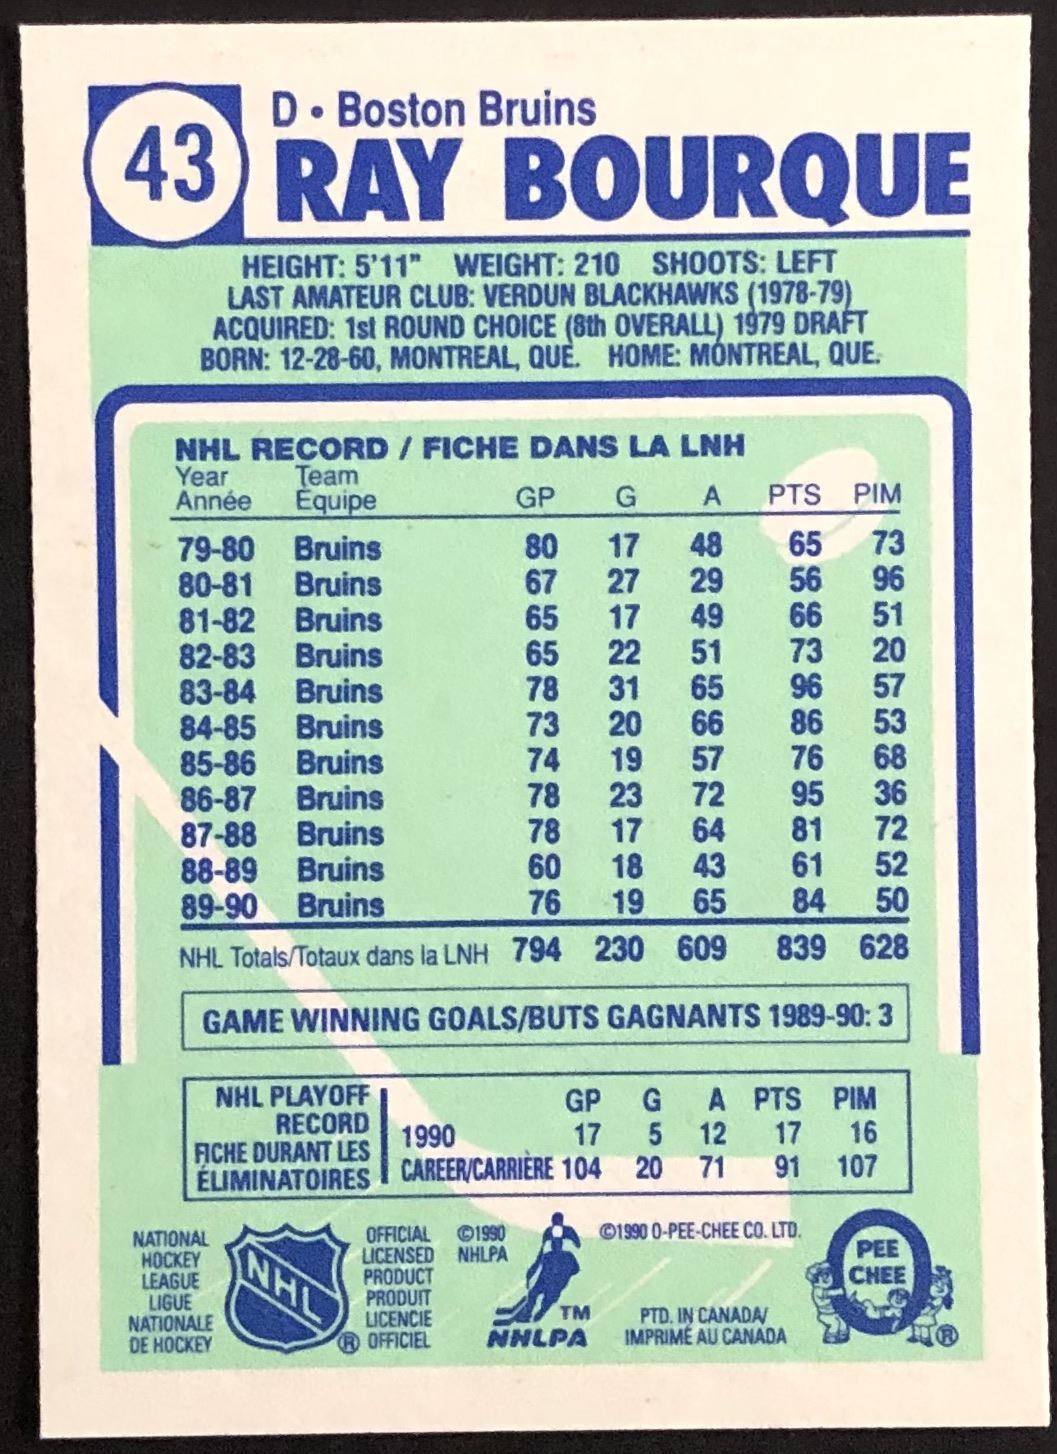 43
D • Boston Bruins
RAY BOURQUE
HEIGHT: 5'11" WEIGHT: 210 SHOOTS: LEFT
LAST AMATEUR CLUB: VERDUN BLACKHAWKS (1978-79)
ACQUIRED: 1st ROUND CHOICE (8th OVERALL) 1979 DRAFT
BORN: 12-28-60, MONTREAL, QUE. HOME: MONTREAL, QUE.
NHL RECORD / FICHE DANS LA LNH
Year Team
Année Équipe GP G A PTS PIM
79-80 Bruins 80 17 48 65 73
80-81 Bruins 67 27 29 56 96
81-82 Bruins 65 17 49 66 51
82-83 Bruins 65 22 51 73 20
83-84 Bruins 78 31 65 96 57
84-85 Bruins 73 20 66 86 53
85-86 Bruins 74 19 57 76 68
86-87 Bruins 78 23 72 95 36
87-88 Bruins 78 17 64 81 72
88-89 Bruins 60 18 43 61 52
89-90 Bruins 76 19 65 84 50
NHL Totals/Totaux dans la LNH 794 230 609 839 628
GAME WINNING GOALS/BUTS GAGNANTS 1989-90: 3
NHL PLAYOFF
RECORD
FICHE DURANT LES
ÉLIMINATOIRES
GP G A PTS PIM
1990 17 5 12 17 16
CAREER/CARRIÈRE 104 20 71 91 107
NATIONAL
HOCKEY
LEAGUE
LIGUE
NATIONALE
DE HOCKEY
NHL ®
OFFICIAL
LICENSED
PRODUCT
PRODUIT
LICENCIE
OFFICIEL
©1990
NHLPA
TM
NHLPA
©1990 O-PEE-CHEE CO. LTD.
PTD. IN CANADA/
IMPRIMÉ AU CANADA
PEE
CHEE
®